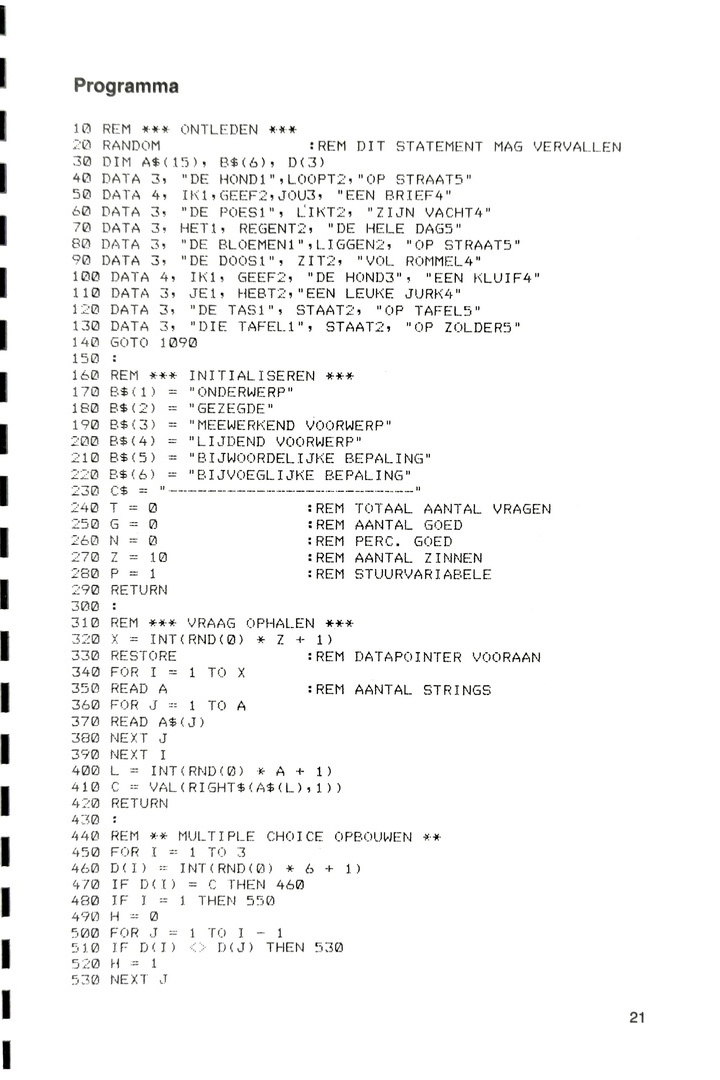 Programma
10 REM *** ONTLEDEN ***
20 RANDOM :REM DIT STATEMENT MAG VERVALLEN
30 DIM A$(15), B$(6), D(3)
40 DATA 3, "DE HOND1",LOOPT2,"OP STRAAT5"
50 DATA 4, IK1,GEEF2,JOU3, "EEN BRIEF4"
60 DATA 3, "DE POES1", LIKT2, "ZIJN VACHT4"
70 DATA 3, HET1, REGENT2, "DE HELE DAG5"
80 DATA 3, "DE BLOEMEN1",LIGGEN2, "OP STRAAT5"
90 DATA 3, "DE DOOS1", ZIT2, "VOL ROMMEL4"
100 DATA 4, IK1, GEEF2, "DE HOND3", "EEN KLUIF4"
110 DATA 3, JE1, HEBT2,"EEN LEUKE JURK4"
120 DATA 3, "DE TAS1", STAAT2, "OP TAFEL5"
130 DATA 3, "DIE TAFEL1", STAAT2, "OP ZOLDER5"
140 GOTO 1090
150 :
160 REM *** INITIALISEREN ***
170 B$(1) = "ONDERWERP"
180 B$(2) = "GEZEGDE"
190 B$(3) = "MEEWERKEND VOORWERP"
200 B$(4) = "LIJDEND VOORWERP"
210 B$(5) = "BIJWOORDELIJKE BEPALING"
220 B$(6) = "BIJVOEGLIJKE BEPALING"
230 C$ = "---------------------------"
240 T = 0 :REM TOTAAL AANTAL VRAGEN
250 G = 0 :REM AANTAL GOED
260 N = 0 :REM PERC. GOED
270 Z = 10 :REM AANTAL ZINNEN
280 P = 1 :REM STUURVARIABELE
290 RETURN
300 :
310 REM *** VRAAG OPHALEN ***
320 X = INT(RND(0) * Z + 1)
330 RESTORE :REM DATAPOINTER VOORAAN
340 FOR I = 1 TO X
350 READ A :REM AANTAL STRINGS
360 FOR J = 1 TO A
370 READ A$(J)
380 NEXT J
390 NEXT I
400 L = INT(RND(0) * A + 1)
410 C = VAL(RIGHT$(A$(L),1))
420 RETURN
430 :
440 REM ** MULTIPLE CHOICE OPBOUWEN **
450 FOR I = 1 TO 3
460 D(I) = INT(RND(0) * 6 + 1)
470 IF D(I) = C THEN 460
480 IF I = 1 THEN 550
490 H = 0
500 FOR J = 1 TO I - 1
510 IF D(I) <> D(J) THEN 530
520 H = 1
530 NEXT J
21